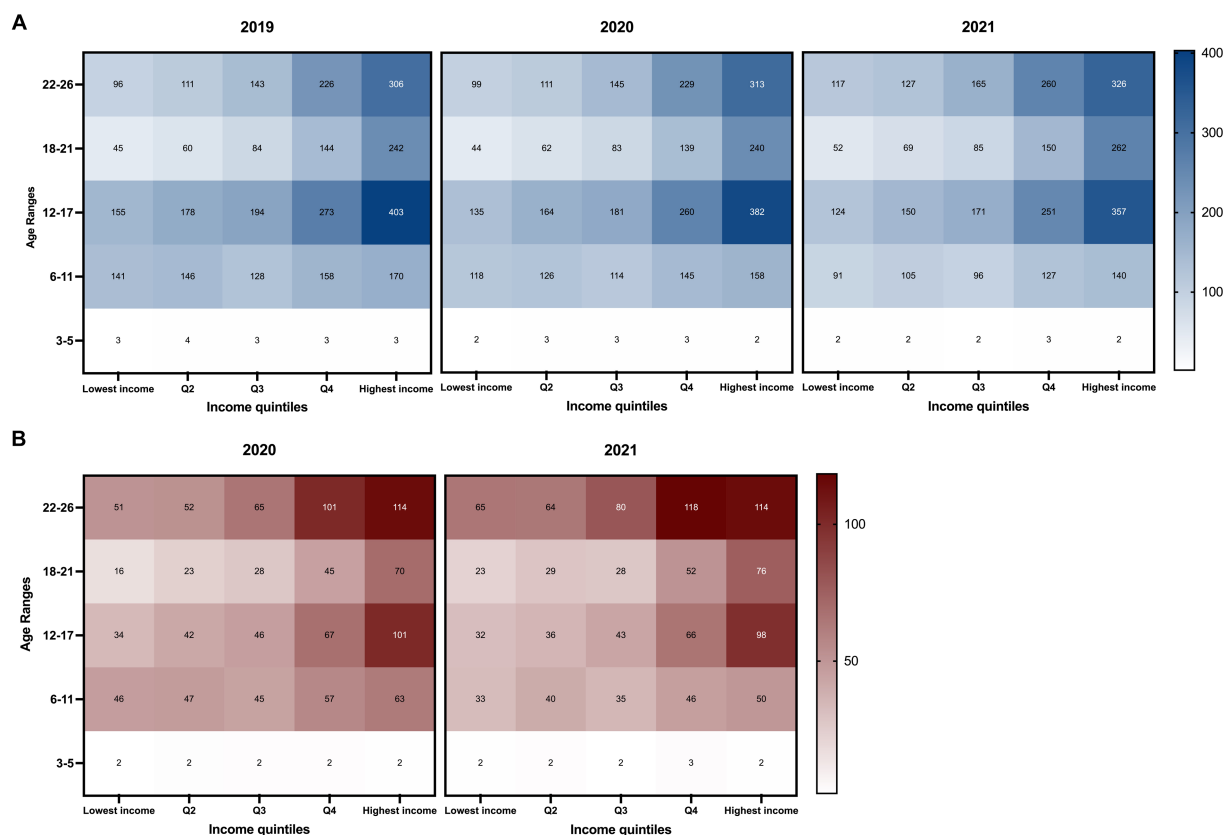 A
2019 2020 2021
22-26 96 111 143 226 306 99 111 145 229 313 117 127 165 260 326
18-21 45 60 84 144 242 44 62 83 139 240 52 69 85 150 262
12-17 155 178 194 273 403 135 164 181 260 382 124 150 171 251 357
6-11 141 146 128 158 170 118 126 114 145 158 91 105 96 127 140
3-5 3 4 3 3 3 2 3 3 3 2 2 2 2 3 2
Age Ranges
400
300
200
100
Lowest income Q2 Q3 Q4 Highest income Lowest income Q2 Q3 Q4 Highest income Lowest income Q2 Q3 Q4 Highest income
Income quintiles Income quintiles Income quintiles
B
2020 2021
22-26 51 52 65 101 114 65 64 80 118 114
18-21 16 23 28 45 70 23 29 28 52 76
12-17 34 42 46 67 101 32 36 43 66 98
6-11 46 47 45 57 63 33 40 35 46 50
3-5 2 2 2 2 2 2 2 2 3 2
Age Ranges
100
50
Lowest income Q2 Q3 Q4 Highest income Lowest income Q2 Q3 Q4 Highest income
Income quintiles Income quintiles